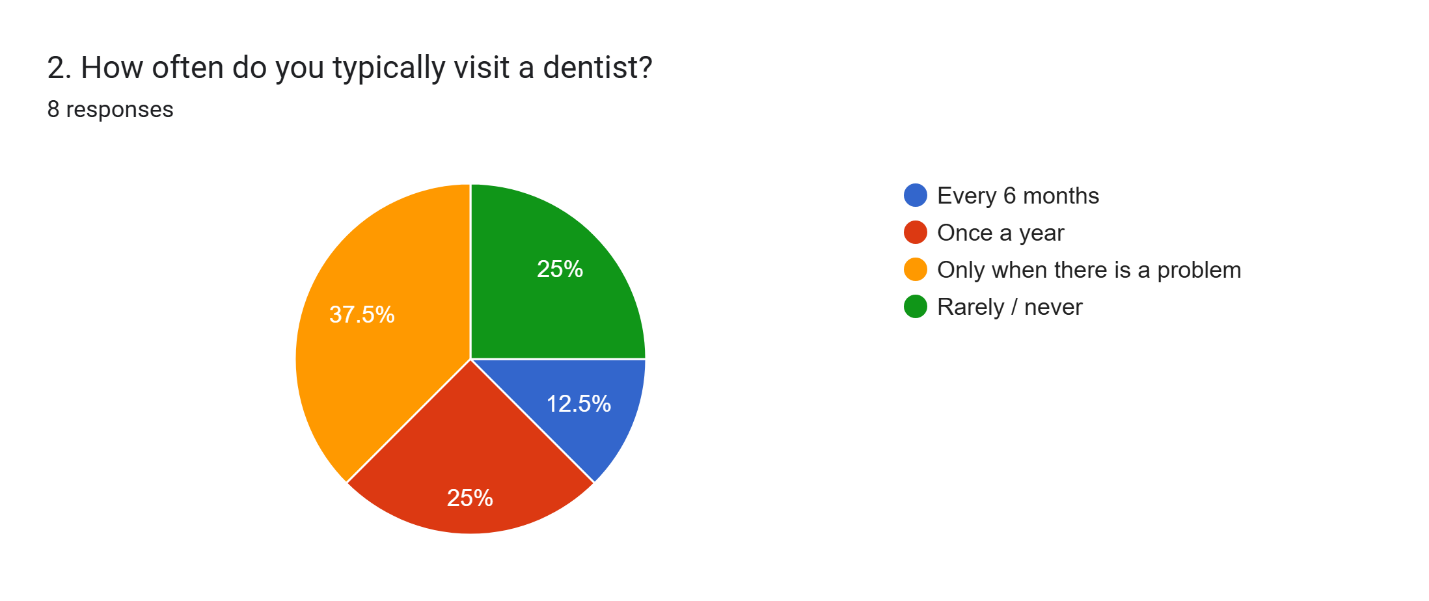 2. How often do you typically visit a dentist?
8 responses
25%
37.5%
12.5%
25%
Every 6 months
Once a year
Only when there is a problem
Rarely / never